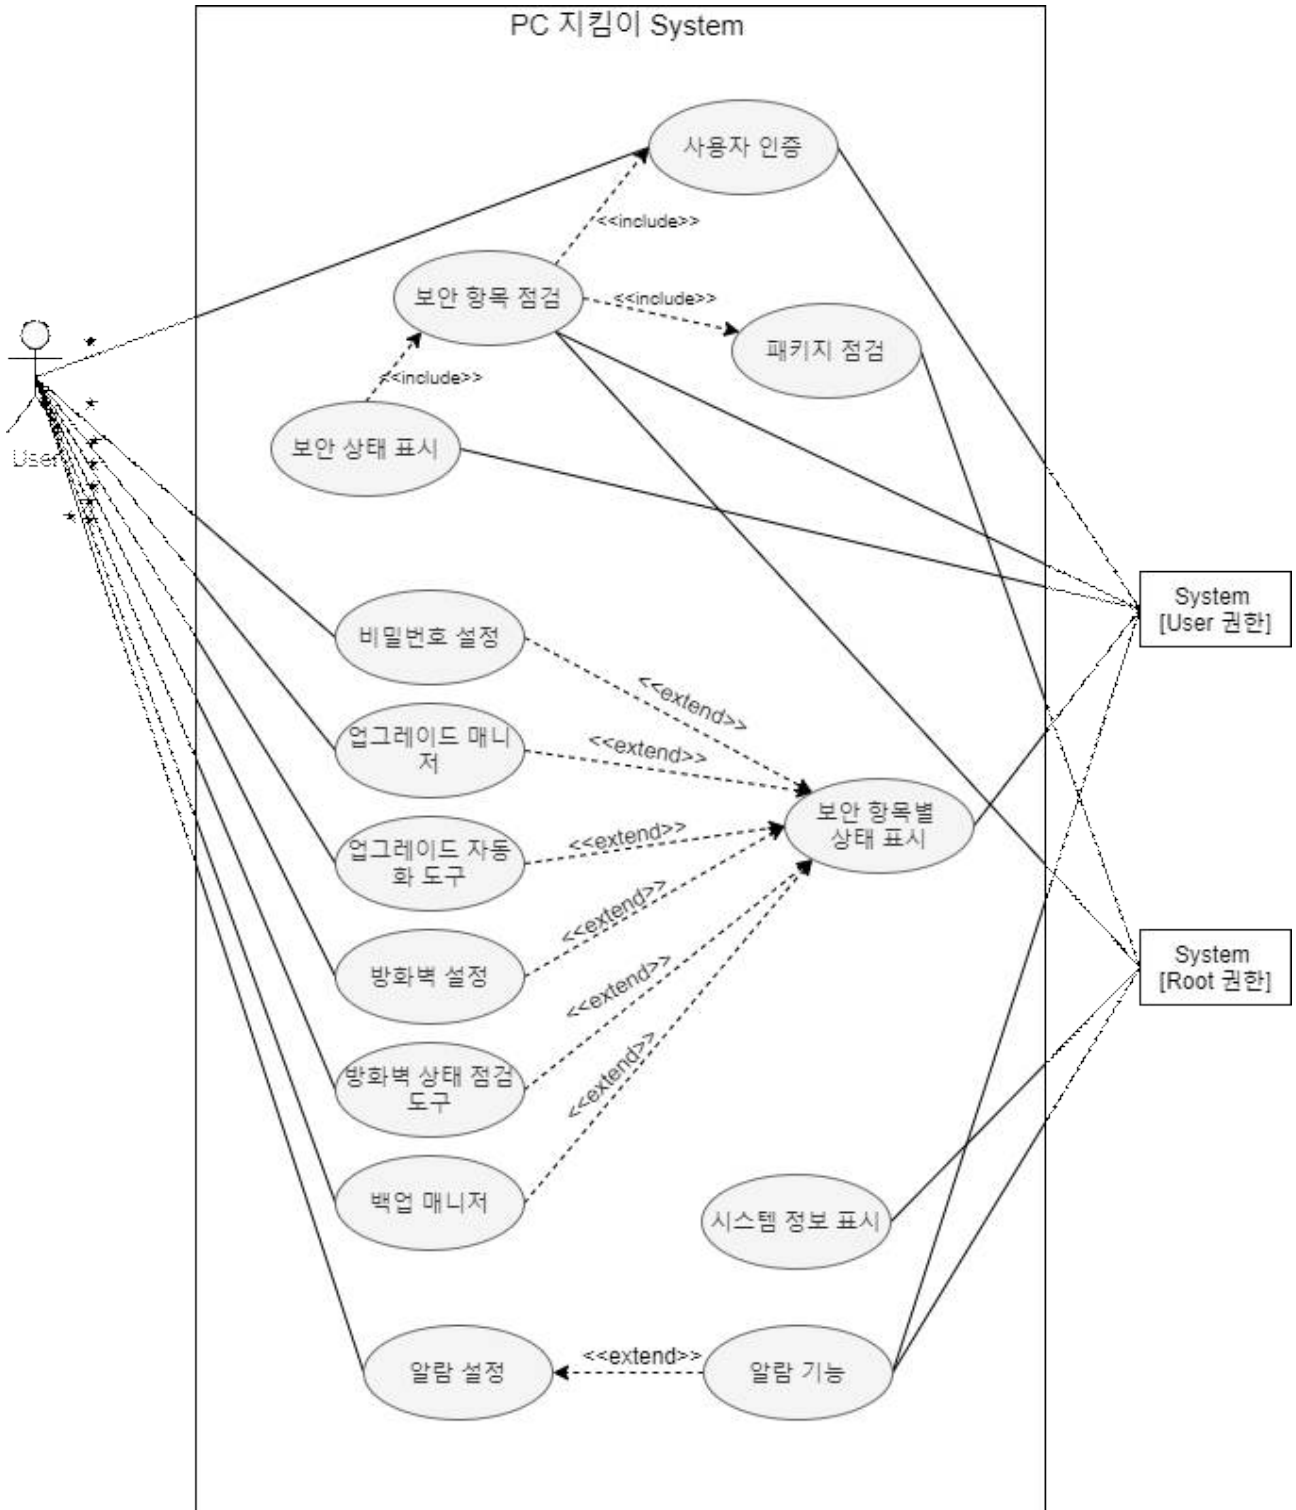 PC 지킴이 System
사용자 인증
<<include>>
보안 항목 점검
<<include>>
패키지 점검
<<include>>
보안 상태 표시
User
System
[User 권한]
비밀번호 설정
<<extend>>
업그레이드 매니
저
<<extend>>
보안 항목별
상태 표시
업그레이드 자동
화 도구
<<extend>>
<<extend>>
방화벽 설정
System
[Root 권한]
<<extend>>
방화벽 상태 점검
도구
<<extend>>
백업 매니저
시스템 정보 표시
알람 설정
<<extend>>
알람 기능